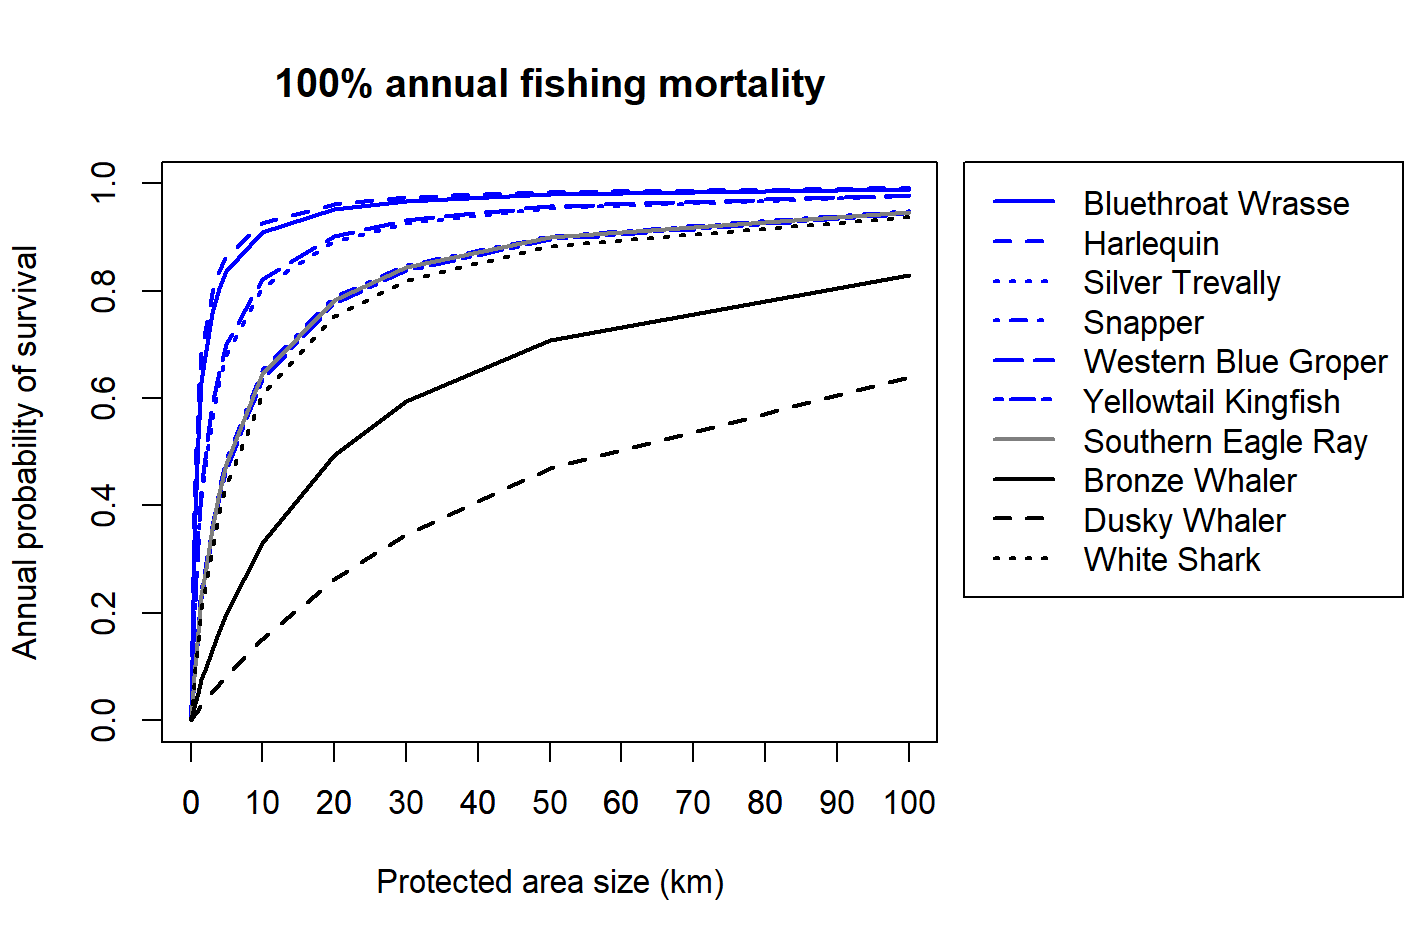 100% annual fishing mortality
Annual probability of survival
1.0
0.8
0.6
0.4
0.2
0.0
0 10 20 30 40 50 60 70 80 90 100
Protected area size (km)
Bluethroat Wrasse
Harlequin
Silver Trevally
Snapper
Western Blue Groper
Yellowtail Kingfish
Southern Eagle Ray
Bronze Whaler
Dusky Whaler
White Shark